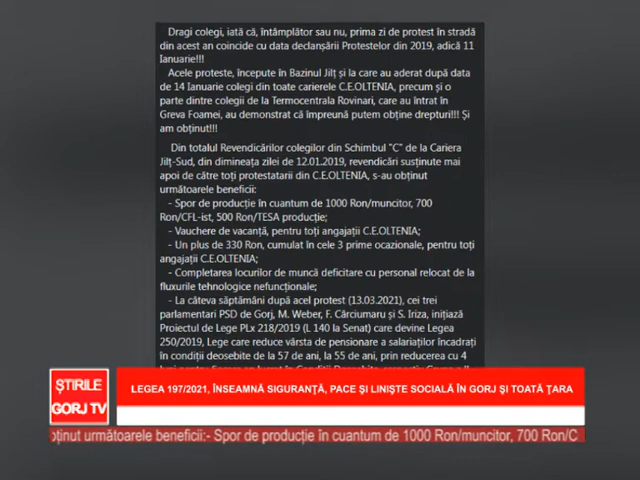 Dragi colegi, iată că, întâmplător sau nu, prima zi de protest în stradă
din acest an coincide cu data declanșării Protestelor din 2019, adică 11
Ianuarie!!!
Acele proteste, începute în Bazinul Jilț și la care au aderat după data
de 14 Ianuarie colegi din toate carierele C.E.OLTENIA, precum și o
parte dintre colegii de la Termocentrala Rovinari, care au întrat în
Greva Foamei, au demonstrat că împreună putem obține drepturi!!! Și
am obținut!!!
Din totalul Revendicărilor colegilor din Schimbul "C" de la Cariera
Jilț-Sud, din dimineața zilei de 12.01.2019, revendicări susținute mai
apoi de către toți protestatarii din C.E.OLTENIA, s-au obținut
următoarele beneficii:
- Spor de producție în cuantum de 1000 Ron/muncitor, 700
Ron/CFL-ist, 500 Ron/TESA producție;
- Vauchere de vacanță, pentru toți angajații C.E.OLTENIA;
- Un plus de 330 Ron, cumulat în cele 3 prime ocazionale, pentru toți
angajații C.E.OLTENIA;
- Completarea locurilor de muncă deficitare cu personal relocat de la
fluxurile tehnologice nefuncționale;
- La câteva săptămâni după acel protest (13.03.2021), cei trei
parlamentari PSD de Gorj, M. Weber, F. Cârciumaru și S. Iriza, inițiază
Proiectul de Lege PLx 218/2019 (L 140 la Senat) care devine Legea
250/2019, Lege care reduce vârsta de pensionare a salariaților încadrați
în condiții deosebite de la 57 de ani, la 55 de ani, prin reducerea cu 4
ȘTIRILE
GORJ TV
LEGEA 197/2021, ÎNSEAMNĂ SIGURANȚĂ, PACE ȘI LINIȘTE SOCIALĂ ÎN GORJ ȘI TOATĂ ȚARA
oținut următoarele beneficii:- Spor de producție în cuantum de 1000 Ron/muncitor, 700 Ron/C